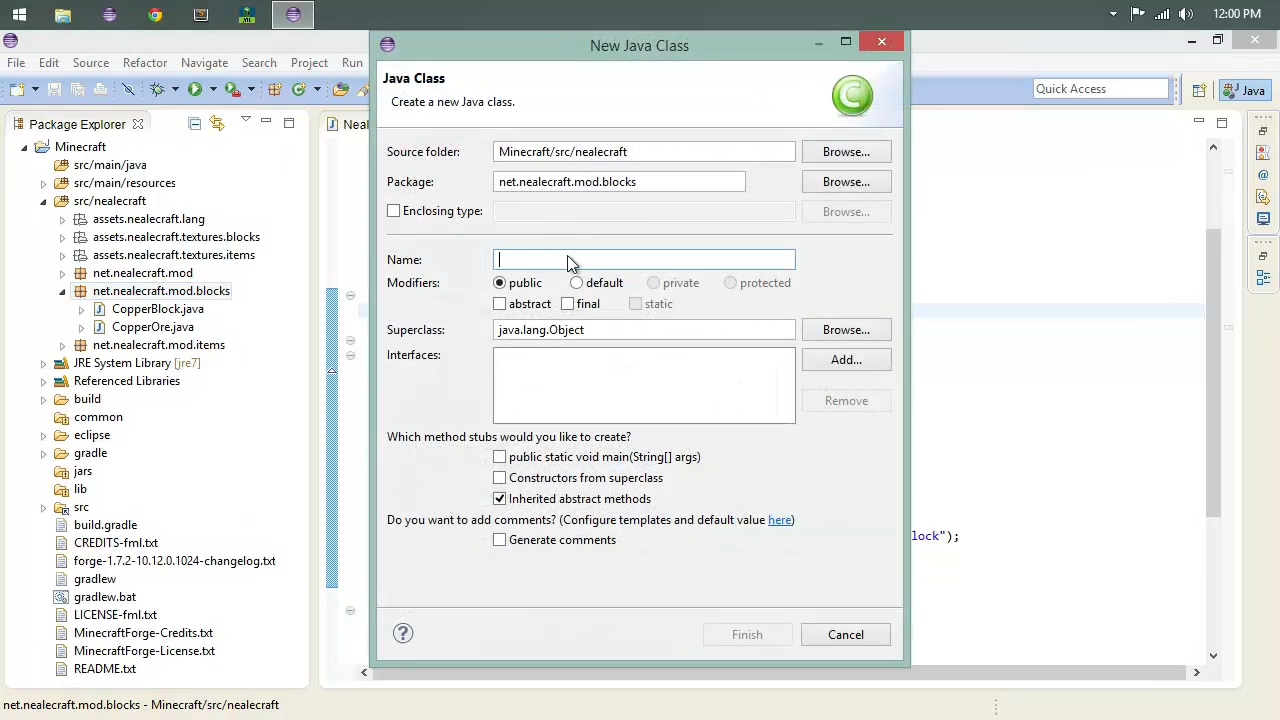 12:00 PM
New Java Class
File Edit Source Refactor Navigate Search Project Run
Java Class
Create a new Java class.
Quick Access
Java
Package Explorer
Minecraft
src/main/java
src/main/resources
src/nealecraft
assets.nealecraft.lang
assets.nealecraft.textures.blocks
assets.nealecraft.textures.items
net.nealecraft.mod
net.nealecraft.mod.blocks
CopperBlock.java
CopperOre.java
net.nealecraft.mod.items
JRE System Library [jre7]
Referenced Libraries
build
common
eclipse
gradle
jars
lib
src
build.gradle
CREDITS-fml.txt
forge-1.7.2-10.12.0.1024-changelog.txt
gradlew
gradlew.bat
LICENSE-fml.txt
MinecraftForge-Credits.txt
MinecraftForge-License.txt
README.txt
Neal
Source folder: Minecraft/src/nealecraft Browse...
Package: net.nealecraft.mod.blocks Browse...
Enclosing type: Browse...
Name:
Modifiers: public default private protected
abstract final static
Superclass: java.lang.Object Browse...
Interfaces: Add...
Remove
Which method stubs would you like to create?
public static void main(String[] args)
Constructors from superclass
Inherited abstract methods
Do you want to add comments? (Configure templates and default value here)
Generate comments
Finish Cancel
lock");
net.nealecraft.mod.blocks - Minecraft/src/nealecraft